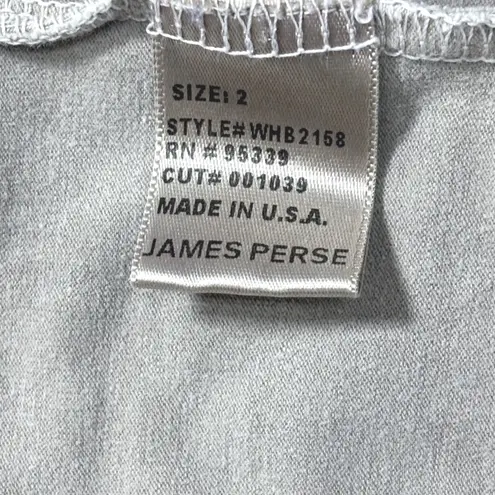 SIZE: 2
STYLE# WHB2158
RN # 95339
CUT# 001039
MADE IN U.S.A.
JAMES PERSE